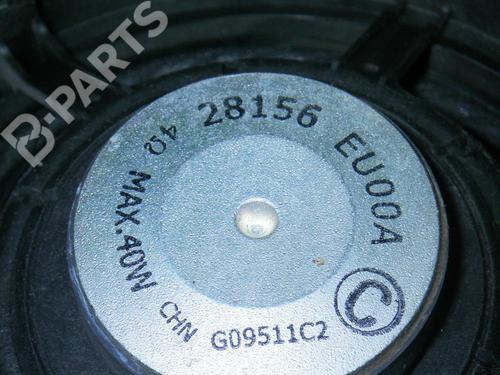 B-PARTS
28156 EU00A
4Ω MAX.40W
CHN G09511C2
C